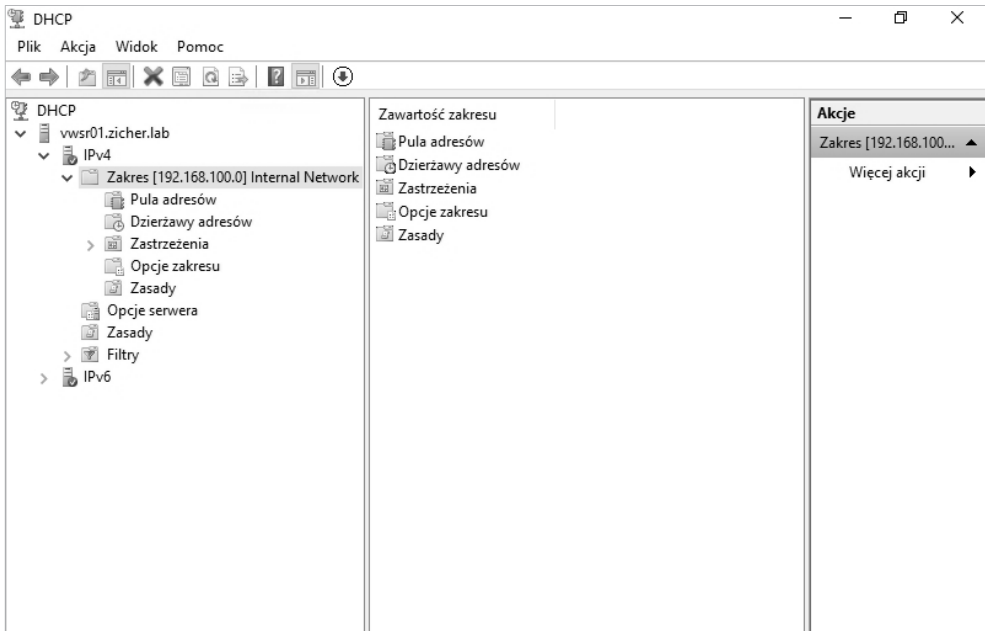 DHCP
Plik Akcja Widok Pomoc
DHCP
vwsr01.zicher.lab
IPv4
Zakres [192.168.100.0] Internal Network
Pula adresów
Dzierżawy adresów
Zastrzeżenia
Opcje zakresu
Zasady
Opcje serwera
Zasady
Filtry
IPv6
Zawartość zakresu
Pula adresów
Dzierżawy adresów
Zastrzeżenia
Opcje zakresu
Zasady
Akcje
Zakres [192.168.100...
Więcej akcji